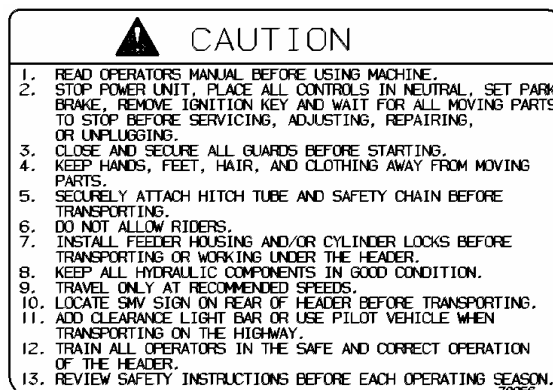 CAUTION
1. READ OPERATORS MANUAL BEFORE USING MACHINE.
2. STOP POWER UNIT, PLACE ALL CONTROLS IN NEUTRAL, SET PARK
BRAKE, REMOVE IGNITION KEY AND WAIT FOR ALL MOVING PARTS
TO STOP BEFORE SERVICING, ADJUSTING, REPAIRING,
OR UNPLUGGING.
3. CLOSE AND SECURE ALL GUARDS BEFORE STARTING.
4. KEEP HANDS, FEET, HAIR, AND CLOTHING AWAY FROM MOVING
PARTS.
5. SECURELY ATTACH HITCH TUBE AND SAFETY CHAIN BEFORE
TRANSPORTING.
6. DO NOT ALLOW RIDERS.
7. INSTALL FEEDER HOUSING AND/OR CYLINDER LOCKS BEFORE
TRANSPORTING OR WORKING UNDER THE HEADER.
8. KEEP ALL HYDRAULIC COMPONENTS IN GOOD CONDITION.
9. TRAVEL ONLY AT RECOMMENDED SPEEDS.
10. LOCATE SMV SIGN ON REAR OF HEADER BEFORE TRANSPORTING.
11. ADD CLEARANCE LIGHT BAR OR USE PILOT VEHICLE WHEN
TRANSPORTING ON THE HIGHWAY.
12. TRAIN ALL OPERATORS IN THE SAFE AND CORRECT OPERATION
OF THE HEADER.
13. REVIEW SAFETY INSTRUCTIONS BEFORE EACH OPERATING SEASON.